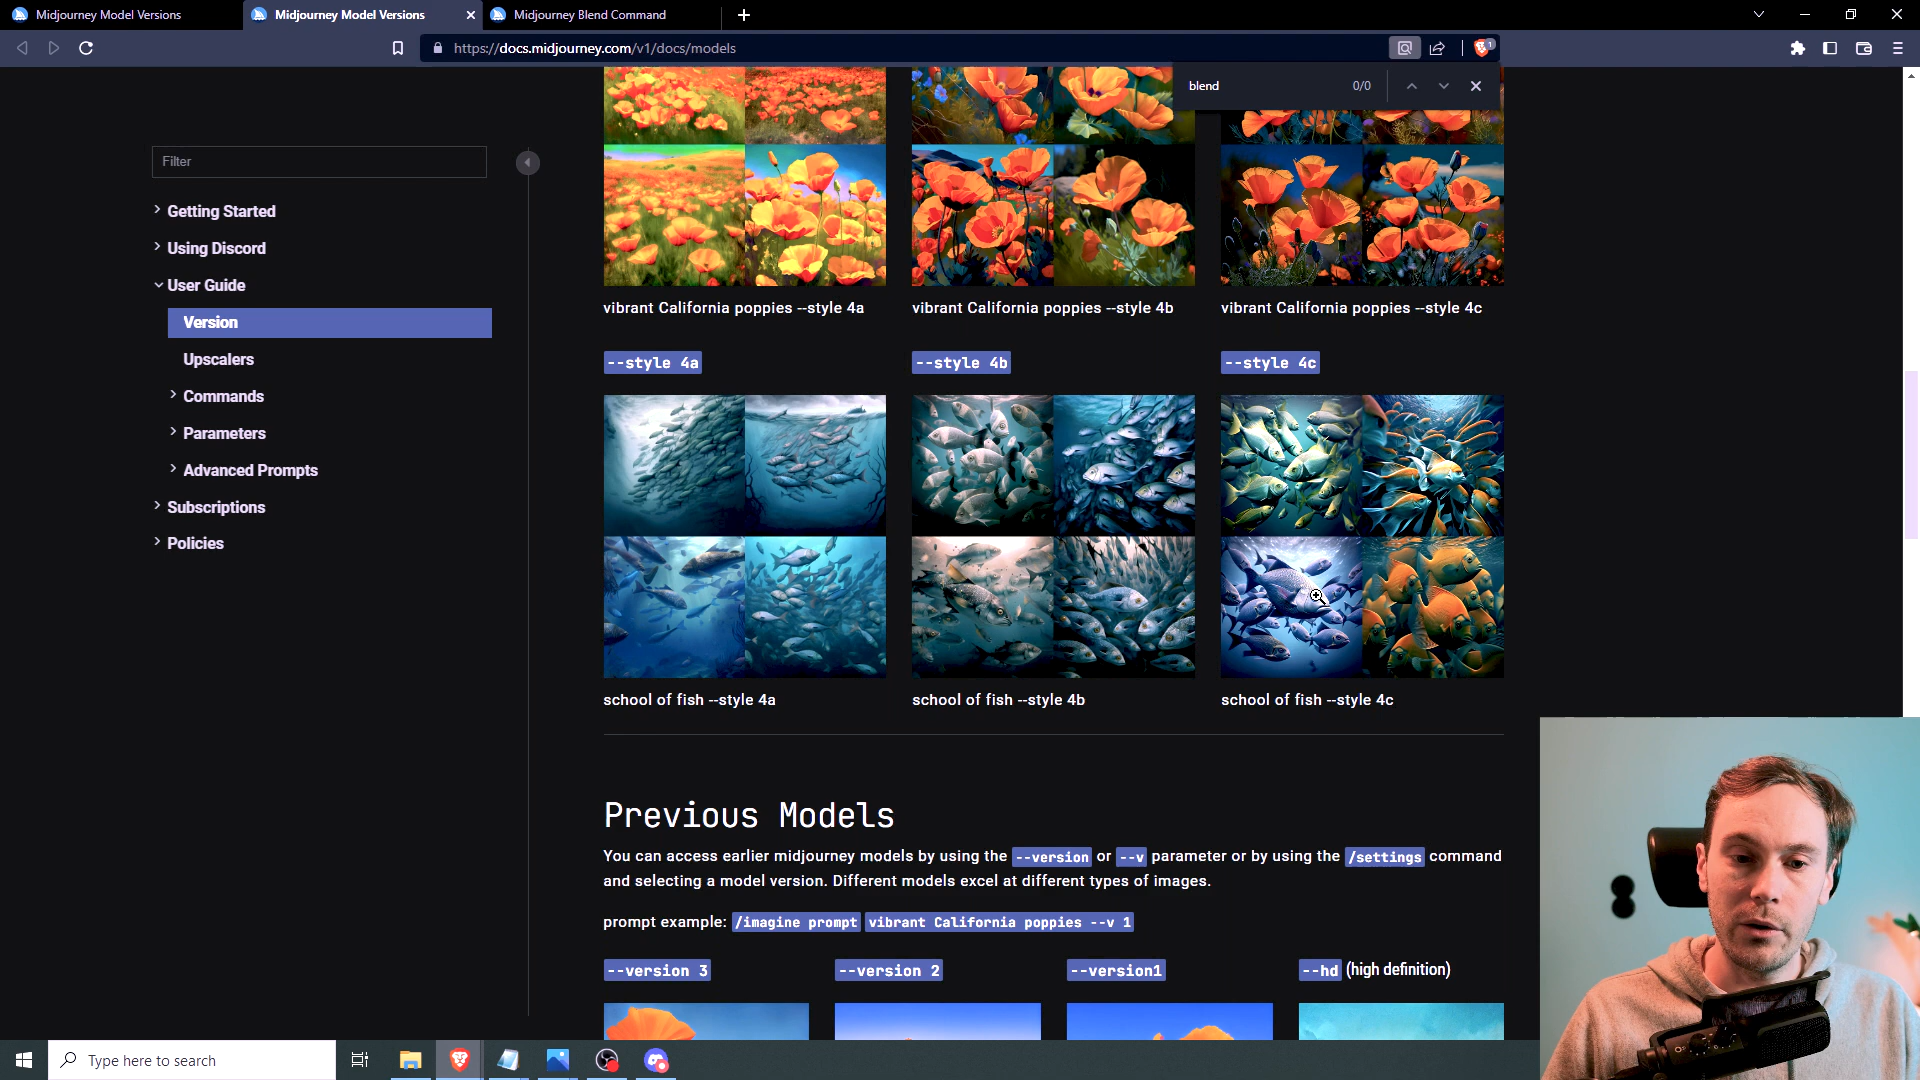 Midjourney Model Versions
Midjourney Model Versions
Midjourney Blend Command
https://docs.midjourney.com/v1/docs/models
1
blend
0/0
Filter
Getting Started
Using Discord
User Guide
Version
Upscalers
Commands
Parameters
Advanced Prompts
Subscriptions
Policies
vibrant California poppies --style 4a
vibrant California poppies --style 4b
vibrant California poppies --style 4c
--style 4a
--style 4b
--style 4c
school of fish --style 4a
school of fish --style 4b
school of fish --style 4c
Previous Models
You can access earlier midjourney models by using the --version or --v parameter or by using the /settings command
and selecting a model version. Different models excel at different types of images.
prompt example: /imagine prompt vibrant California poppies --v 1
--version 3
--version 2
--version1
--hd (high definition)
Type here to search